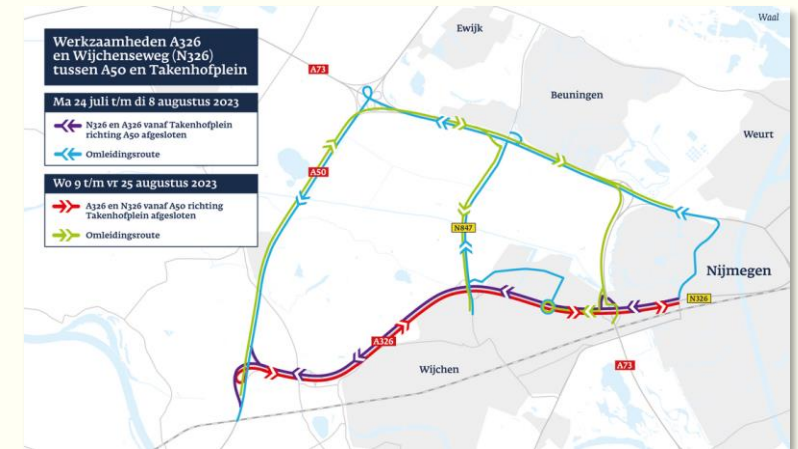 Werkzaamheden A326
en Wijchenseweg (N326)
tussen A50 en Takenhofplein
Ma 24 juli t/m di 8 augustus 2023
N326 en A326 vanaf Takenhofplein
richting A50 afgesloten
Omleidingsroute
Wo 9 t/m vr 25 augustus 2023
A326 en N326 vanaf A50 richting
Takenhofplein afgesloten
Omleidingsroute
Waal
Ewijk
A73
Beuningen
Weurt
A50
N847
Nijmegen
N326
A326
Wijchen
A73